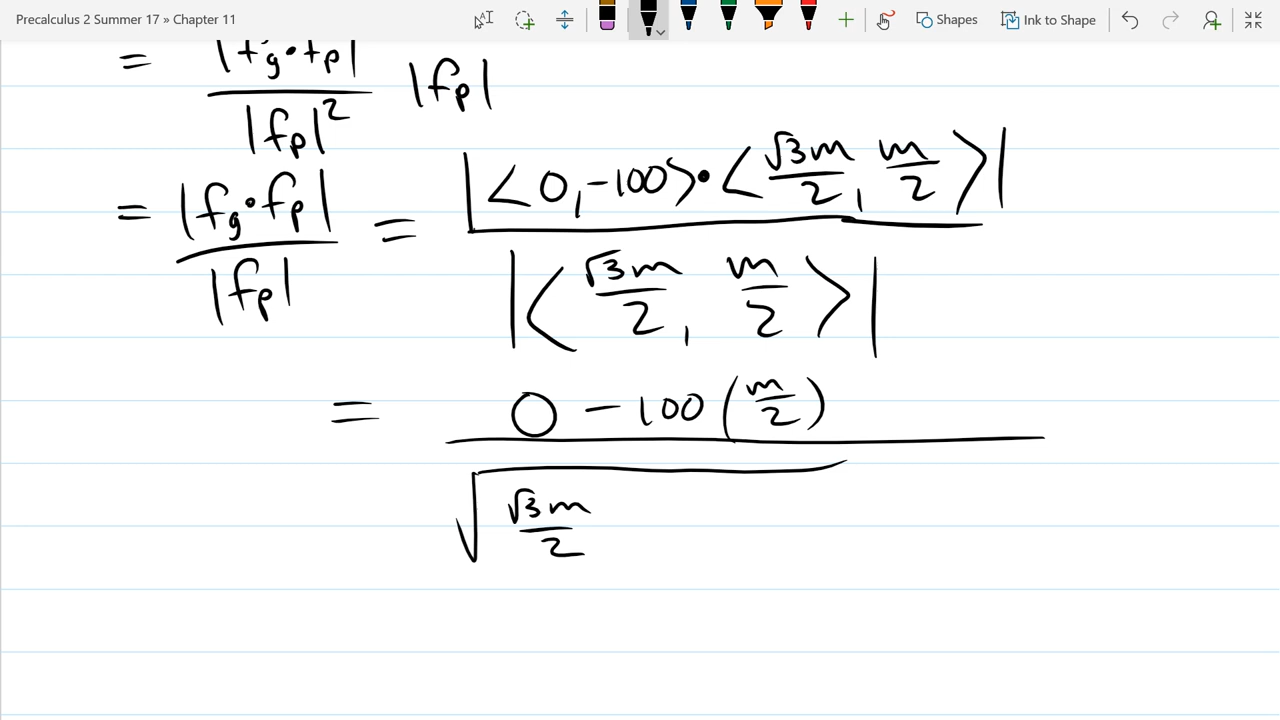 Precalculus 2 Summer 17 » Chapter 11
Shapes
Ink to Shape
= |f_g • f_p| / |f_p|² |f_p|
= |f_g • f_p| / |f_p| = |<0, -100> • <√3m/2, m/2>| / |<√3m/2, m/2>|
= 0 - 100 (m/2) / √ √3m/2